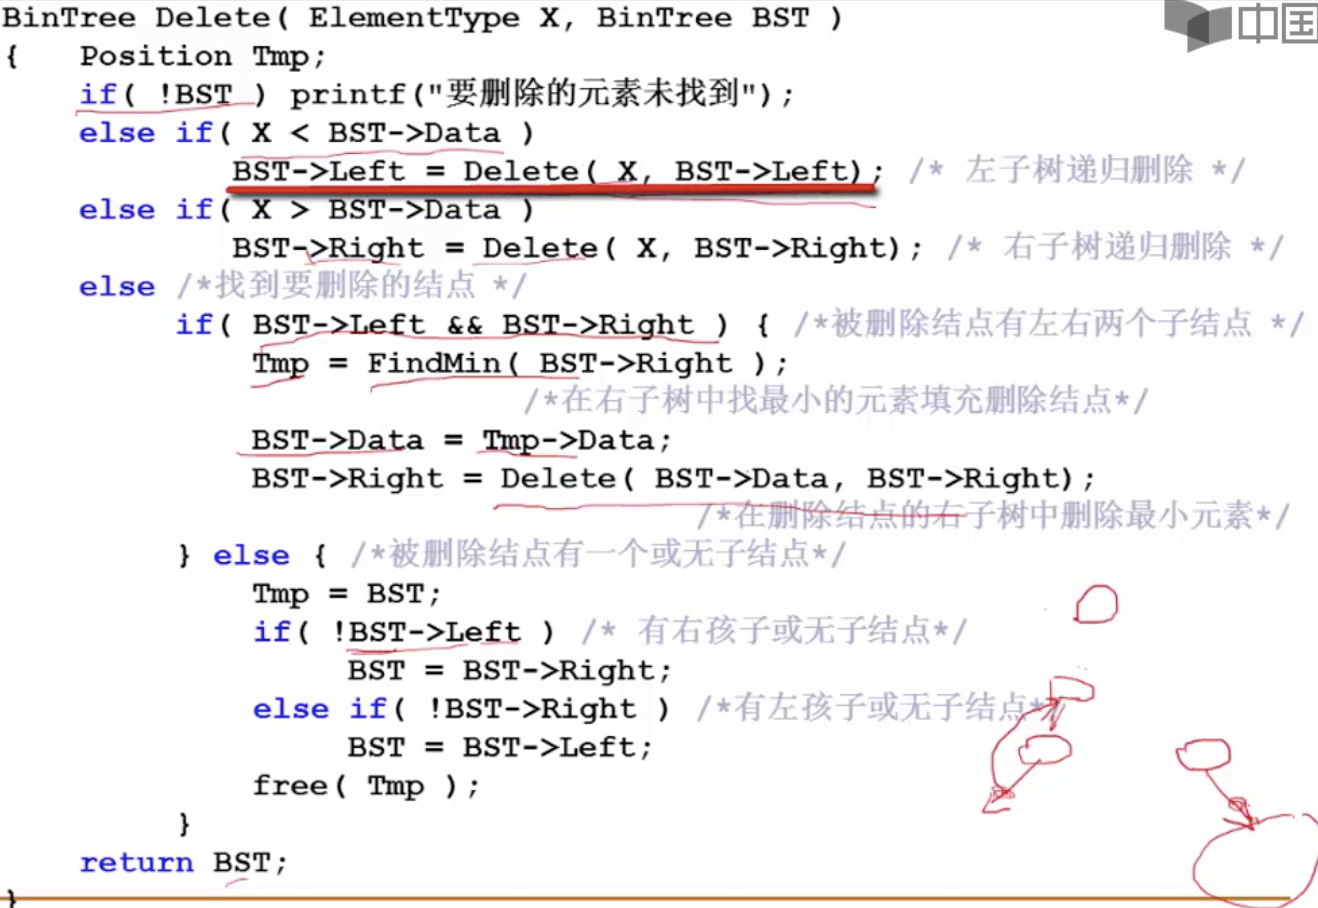 中国
BinTree Delete( ElementType X, BinTree BST )
{ Position Tmp;
if( !BST ) printf("要删除的元素未找到");
else if( X < BST->Data )
BST->Left = Delete( X, BST->Left); /* 左子树递归删除 */
else if( X > BST->Data )
BST->Right = Delete( X, BST->Right); /* 右子树递归删除 */
else /*找到要删除的结点 */
if( BST->Left && BST->Right ) { /*被删除结点有左右两个子结点 */
Tmp = FindMin( BST->Right );
/*在右子树中找最小的元素填充删除结点*/
BST->Data = Tmp->Data;
BST->Right = Delete( BST->Data, BST->Right);
/*在删除结点的右子树中删除最小元素*/
} else { /*被删除结点有一个或无子结点*/
Tmp = BST;
if( !BST->Left ) /* 有右孩子或无子结点*/
BST = BST->Right;
else if( !BST->Right ) /*有左孩子或无子结点*/
BST = BST->Left;
free( Tmp );
}
return BST;
}